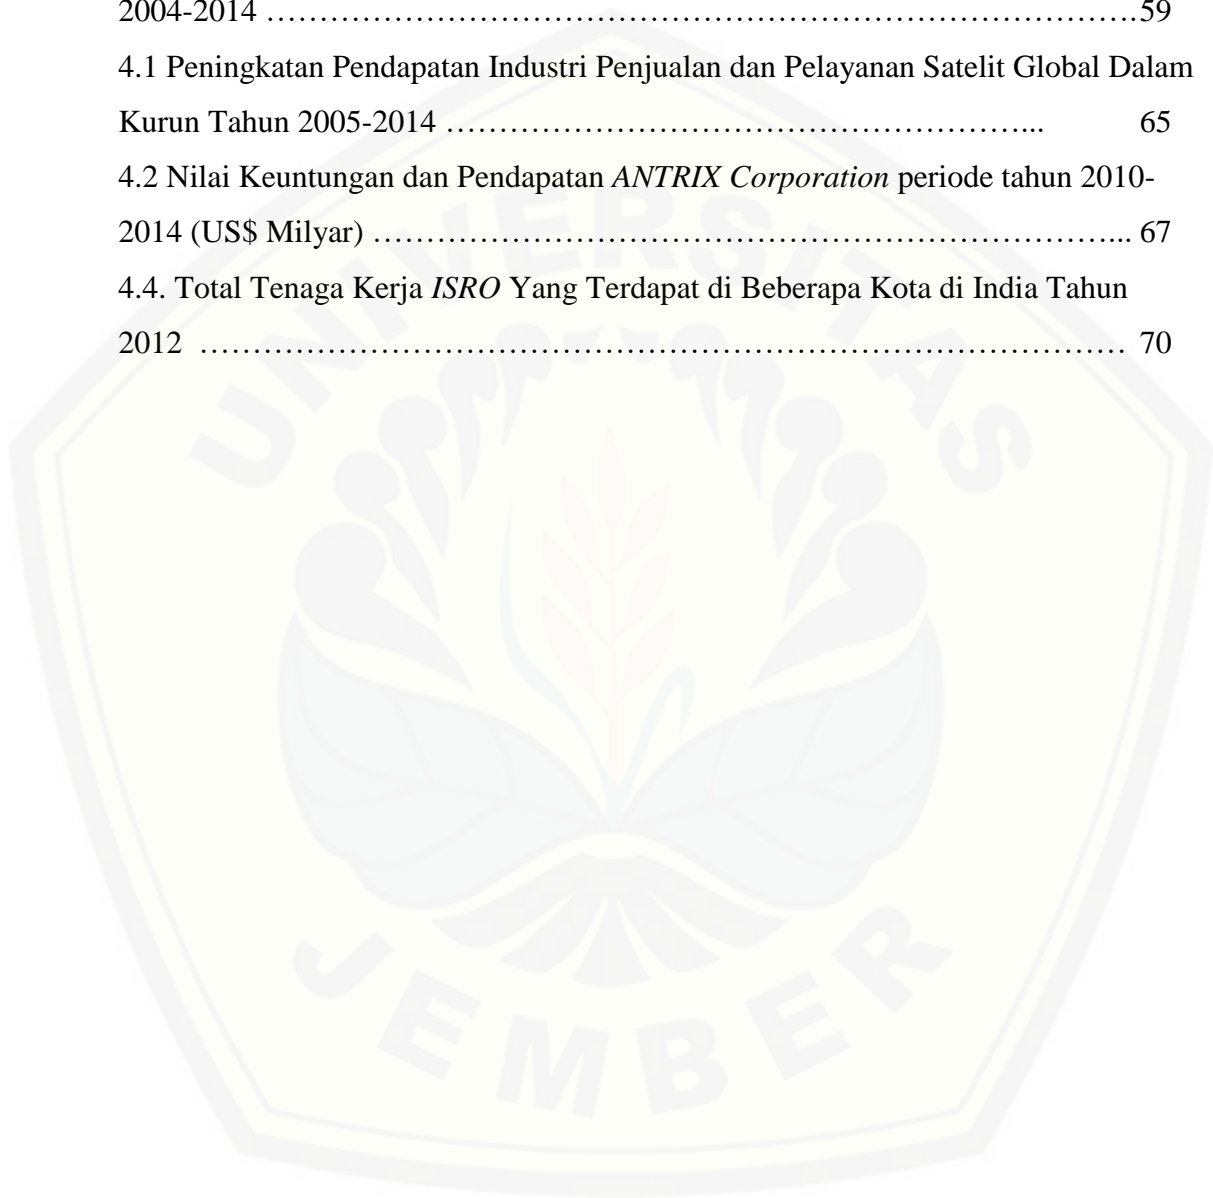 2004-2014 ……………………………………………………………………….59
4.1 Peningkatan Pendapatan Industri Penjualan dan Pelayanan Satelit Global Dalam
Kurun Tahun 2005-2014 ………………………………………………... 65
4.2 Nilai Keuntungan dan Pendapatan ANTRIX Corporation periode tahun 2010-
2014 (US$ Milyar) ……………………………………………………………... 67
4.4. Total Tenaga Kerja ISRO Yang Terdapat di Beberapa Kota di India Tahun
2012 …………………………………………………………………………… 70
UNIVERSITAS
JEMBER